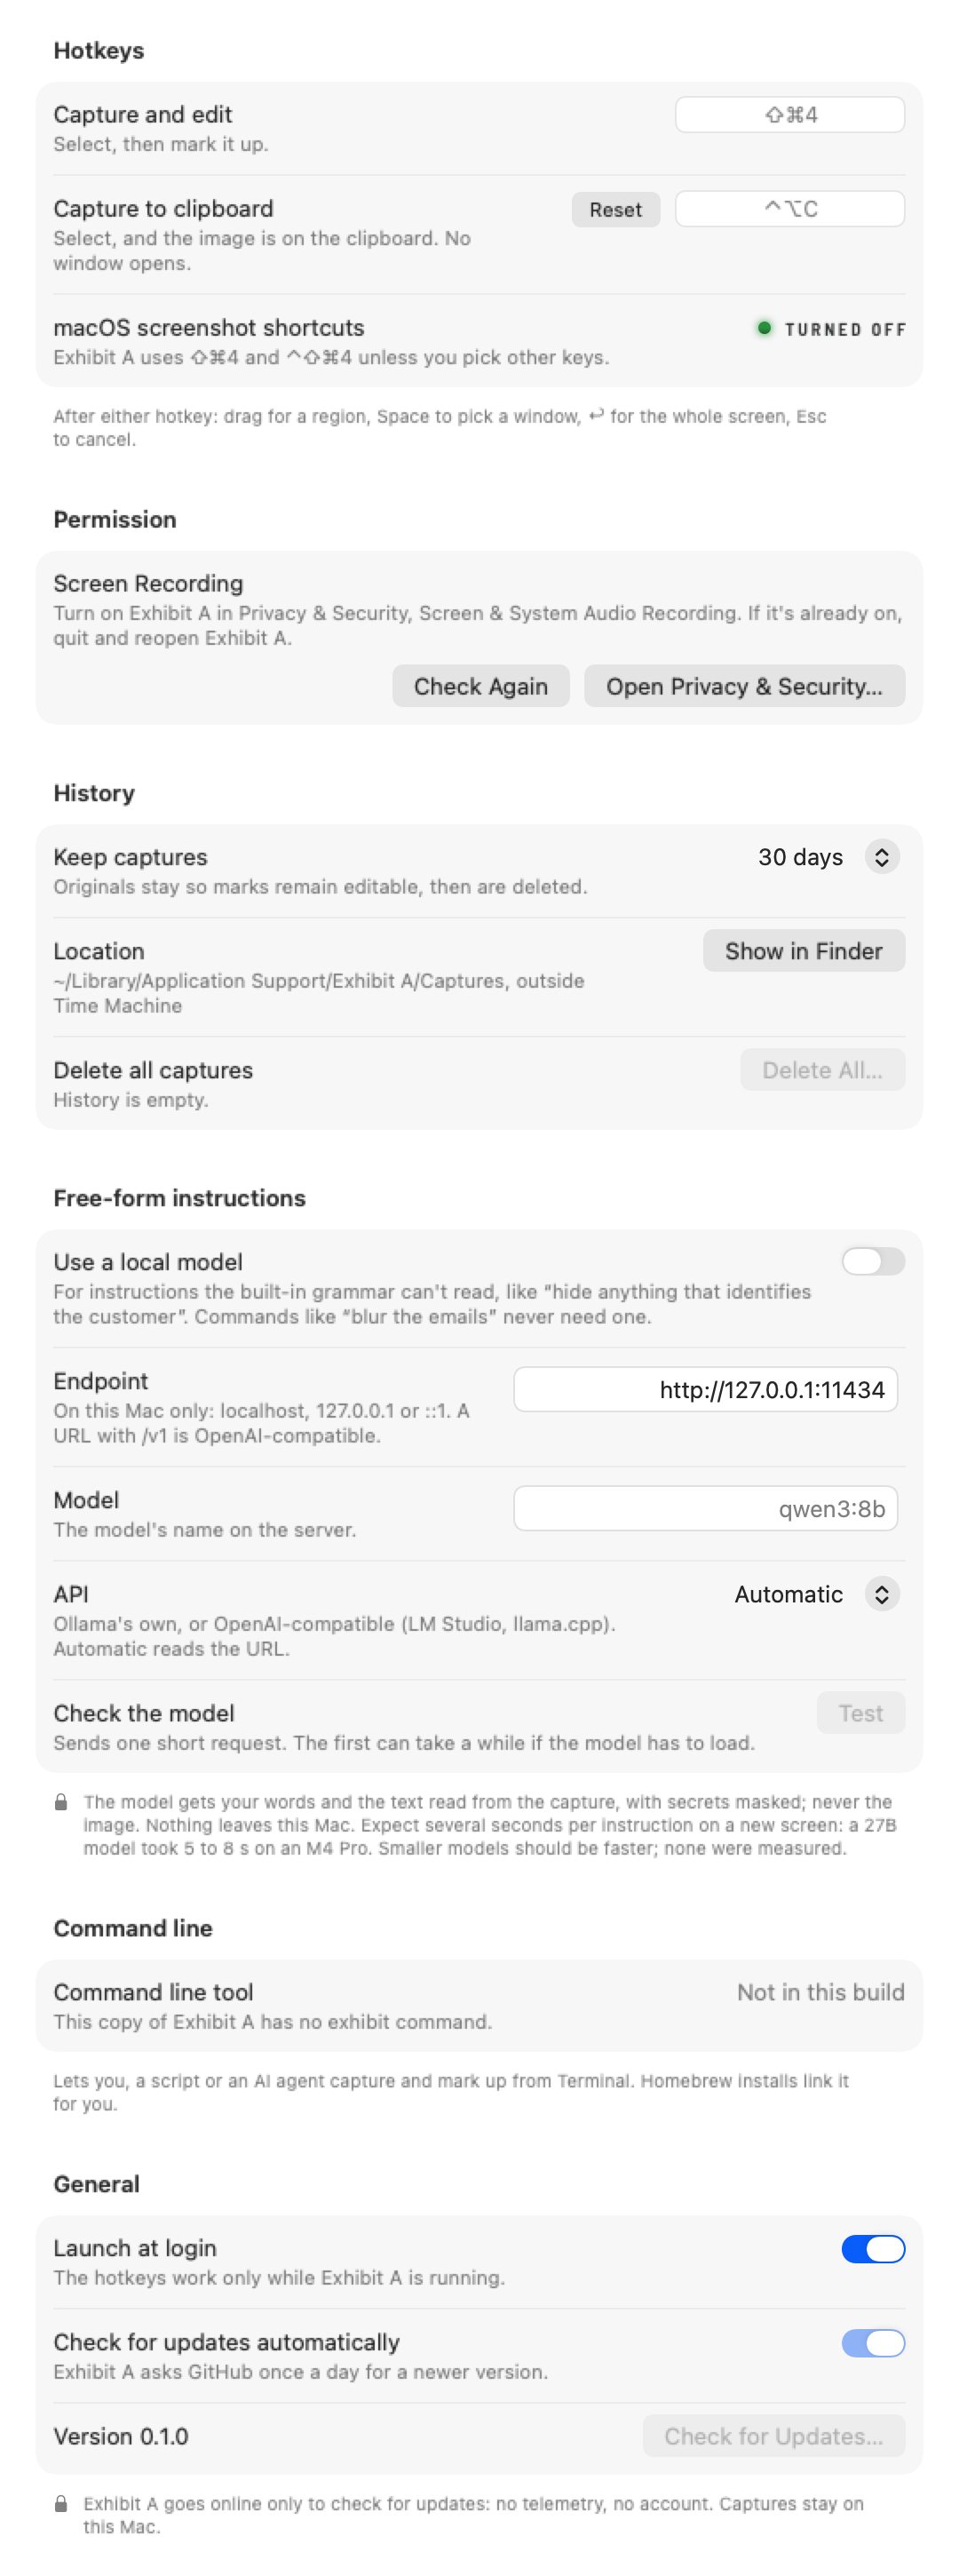 Hotkeys
Capture and edit
⇧⌘4
Select, then mark it up.
Capture to clipboard
Reset
⌃⌥C
Select, and the image is on the clipboard. No
window opens.
macOS screenshot shortcuts
TURNED OFF
Exhibit A uses ⇧⌘4 and ⌃⇧⌘4 unless you pick other keys.
After either hotkey: drag for a region, Space to pick a window, ↩ for the whole screen, Esc
to cancel.
Permission
Screen Recording
Turn on Exhibit A in Privacy & Security, Screen & System Audio Recording. If it's already on,
quit and reopen Exhibit A.
Check Again
Open Privacy & Security...
History
Keep captures
30 days
Originals stay so marks remain editable, then are deleted.
Location
Show in Finder
~/Library/Application Support/Exhibit A/Captures, outside
Time Machine
Delete all captures
Delete All...
History is empty.
Free-form instructions
Use a local model
For instructions the built-in grammar can't read, like “hide anything that identifies
the customer”. Commands like “blur the emails” never need one.
Endpoint
http://127.0.0.1:11434
On this Mac only: localhost, 127.0.0.1 or ::1. A
URL with /v1 is OpenAI-compatible.
Model
qwen3:8b
The model's name on the server.
API
Automatic
Ollama's own, or OpenAI-compatible (LM Studio, llama.cpp).
Automatic reads the URL.
Check the model
Test
Sends one short request. The first can take a while if the model has to load.
The model gets your words and the text read from the capture, with secrets masked; never the
image. Nothing leaves this Mac. Expect several seconds per instruction on a new screen: a 27B
model took 5 to 8 s on an M4 Pro. Smaller models should be faster; none were measured.
Command line
Command line tool
Not in this build
This copy of Exhibit A has no exhibit command.
Lets you, a script or an AI agent capture and mark up from Terminal. Homebrew installs link it
for you.
General
Launch at login
The hotkeys work only while Exhibit A is running.
Check for updates automatically
Exhibit A asks GitHub once a day for a newer version.
Version 0.1.0
Check for Updates...
Exhibit A goes online only to check for updates: no telemetry, no account. Captures stay on
this Mac.